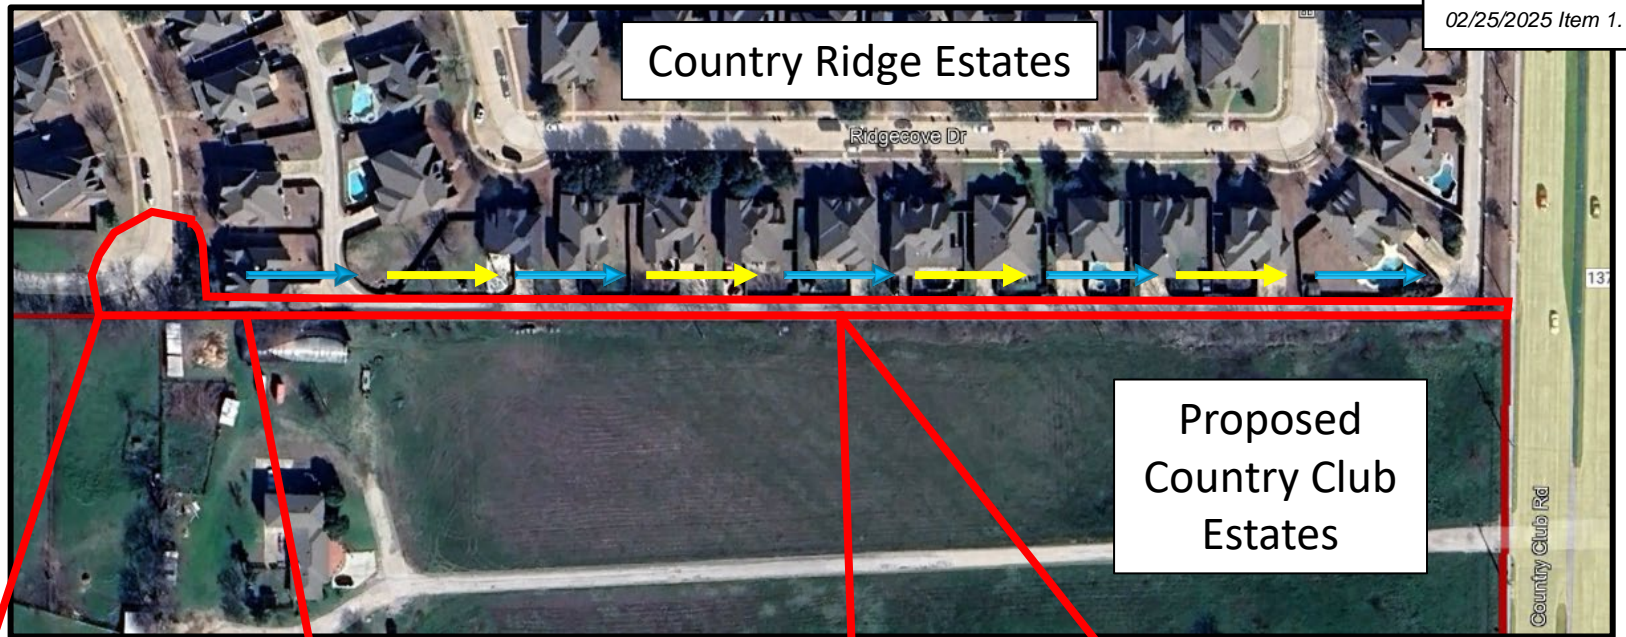 02/25/2025 Item 1.
Country Ridge Estates
Ridgecove Dr
137
Proposed
Country Club
Estates
Country Club Rd